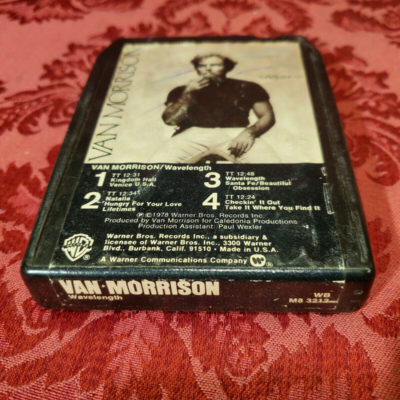 VAN MORRISON
VAN MORRISON/Wavelength
1 TT 12:31
Kingdom Hall
Venice U.S.A.
2 TT 12:34
Natalia
Hungry For Your Love
Lifetimes
3 TT 12:48
Wavelength
Santa Fe/Beautiful
Obsession
4 TT 12:24
Checkin' It Out
Take It Where You Find It
℗©1978 Warner Bros. Records Inc.
Produced by Van Morrison for Caledonia Productions
Production Assistant: Paul Wexler
Warner Bros. Records Inc., a subsidiary &
licensee of Warner Bros. Inc., 3300 Warner
Blvd., Burbank, Calif. 91510 • Made in U.S.A.
A Warner Communications Company
VAN MORRISON
Wavelength
WB
M8 3212